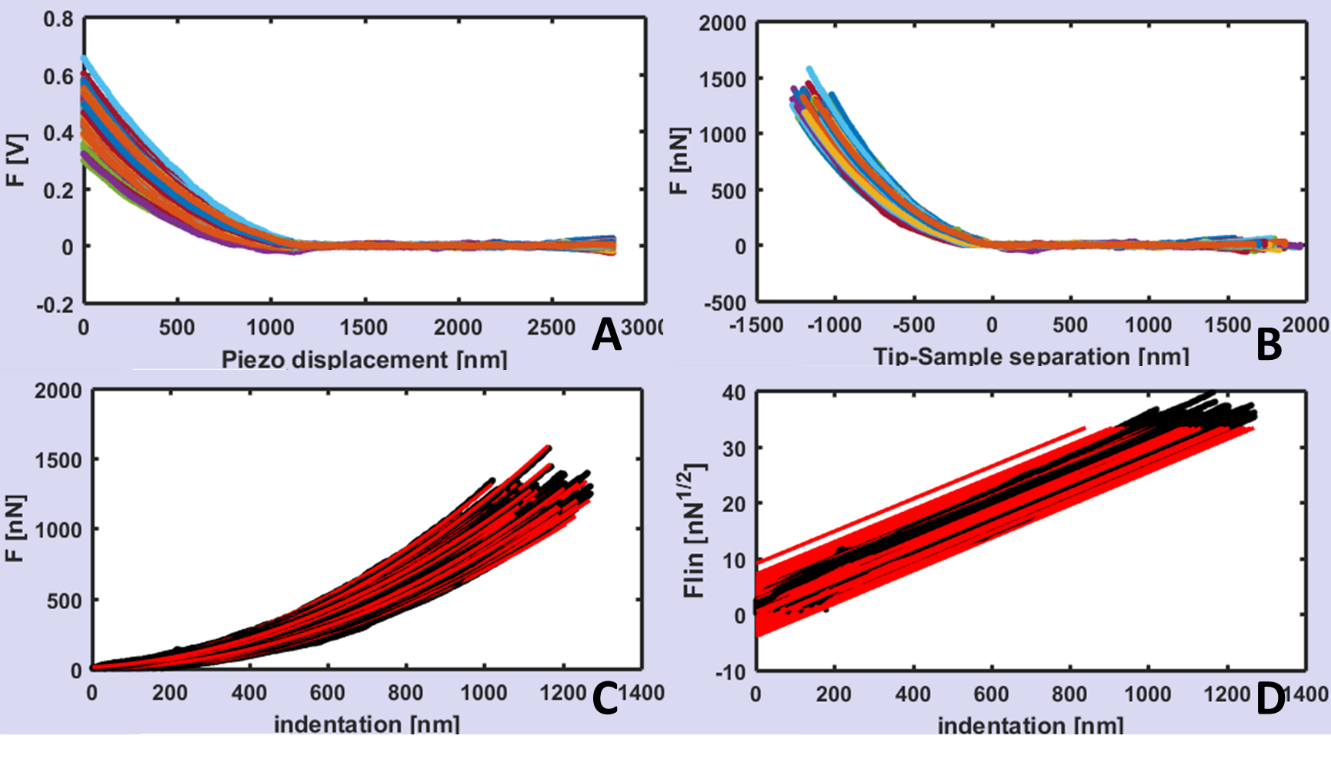 0.8
0.6
0.4
0.2
0
-0.2
F [V]
0 500 1000 1500 2000 2500 3000
Piezo displacement [nm]
A
2000
1500
1000
500
0
-500
F [nN]
-1500 -1000 -500 0 500 1000 1500 2000
Tip-Sample separation [nm]
B
2000
1500
1000
500
0
F [nN]
0 200 400 600 800 1000 1200 1400
indentation [nm]
C
40
30
20
10
0
-10
Flin [nN1/2]
0 200 400 600 800 1000 1200 1400
indentation [nm]
D